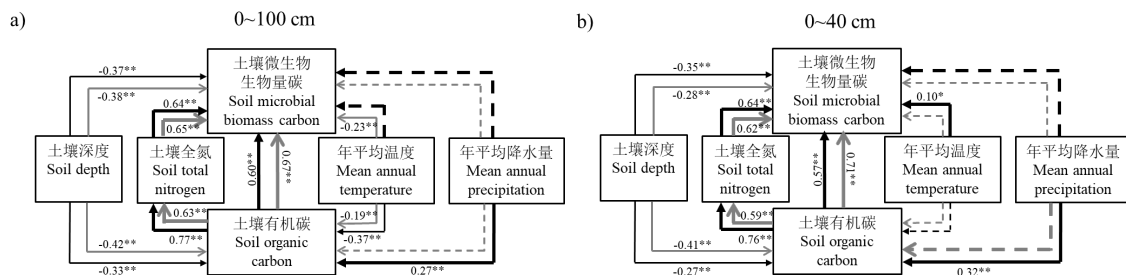 a)
0~100 cm
土壤微生物
生物量碳
Soil microbial
biomass carbon
-0.37**
-0.38**
0.64**
0.65**
-0.23**
土壤深度
Soil depth
土壤全氮
Soil total
nitrogen
0.60**
0.67**
年平均温度
Mean annual
temperature
年平均降水量
Mean annual
precipitation
0.63**
0.77**
-0.19**
-0.37**
土壤有机碳
Soil organic
carbon
-0.42**
-0.33**
0.27**
b)
0~40 cm
土壤微生物
生物量碳
Soil microbial
biomass carbon
-0.35**
-0.28**
0.64**
0.62**
0.10*
土壤深度
Soil depth
土壤全氮
Soil total
nitrogen
0.57**
0.71**
年平均温度
Mean annual
temperature
年平均降水量
Mean annual
precipitation
0.59**
0.76**
土壤有机碳
Soil organic
carbon
-0.41**
-0.27**
0.32**